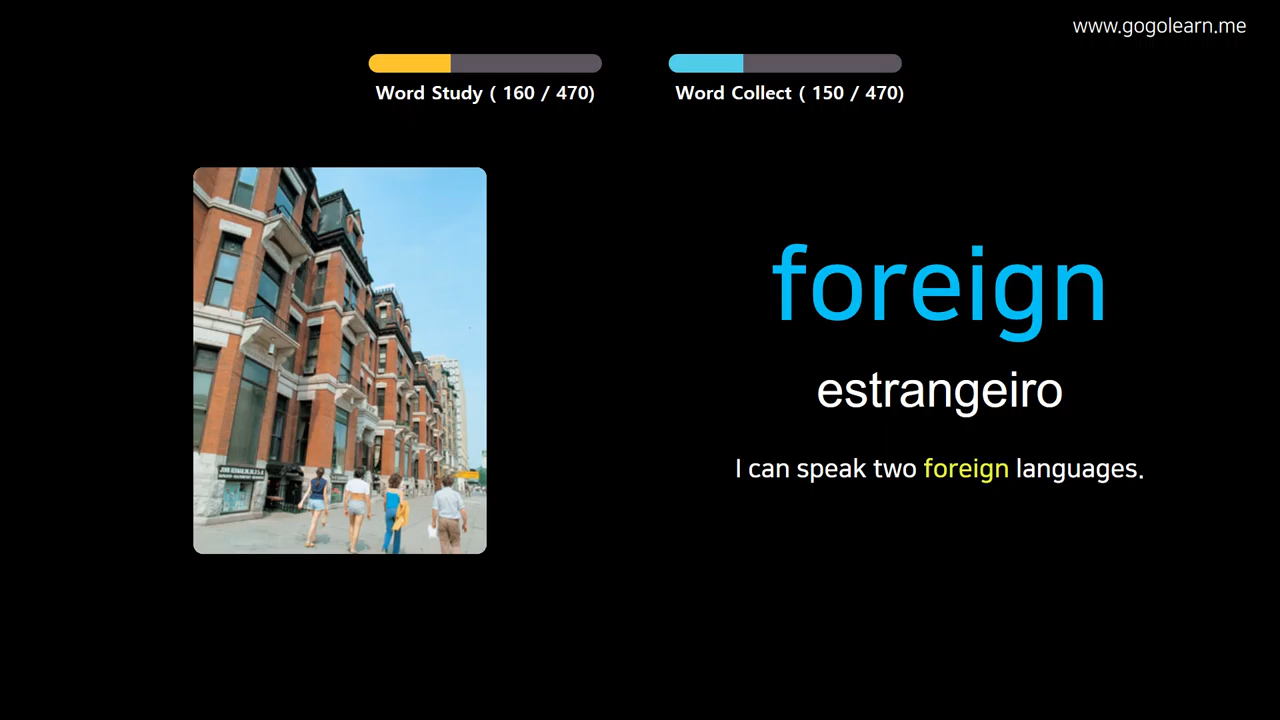 www.gogolearn.me
Word Study ( 160 / 470)
Word Collect ( 150 / 470)
foreign
estrangeiro
I can speak two foreign languages.